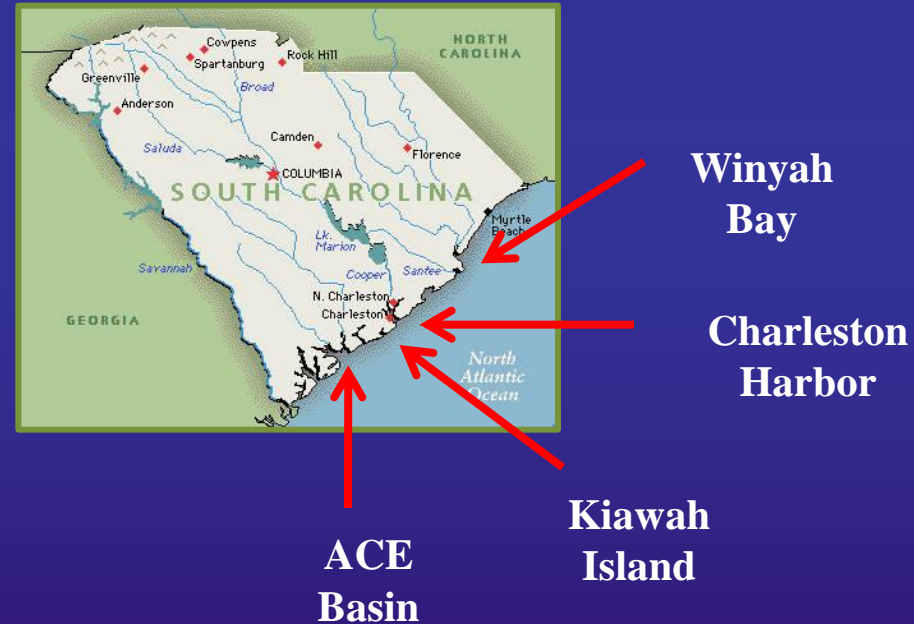 NORTH
CAROLINA
Cowpens
Rock Hill
Spartanburg
Greenville
Broad
Anderson
Camden
Saluda
Florence
COLUMBIA
SOUTH CAROLINA
Myrtle
Beach
Lk.
Marion
Savannah
Cooper
Santee
N. Charleston
Charleston
GEORGIA
North
Atlantic
Ocean
Winyah
Bay
Charleston
Harbor
Kiawah
Island
ACE
Basin